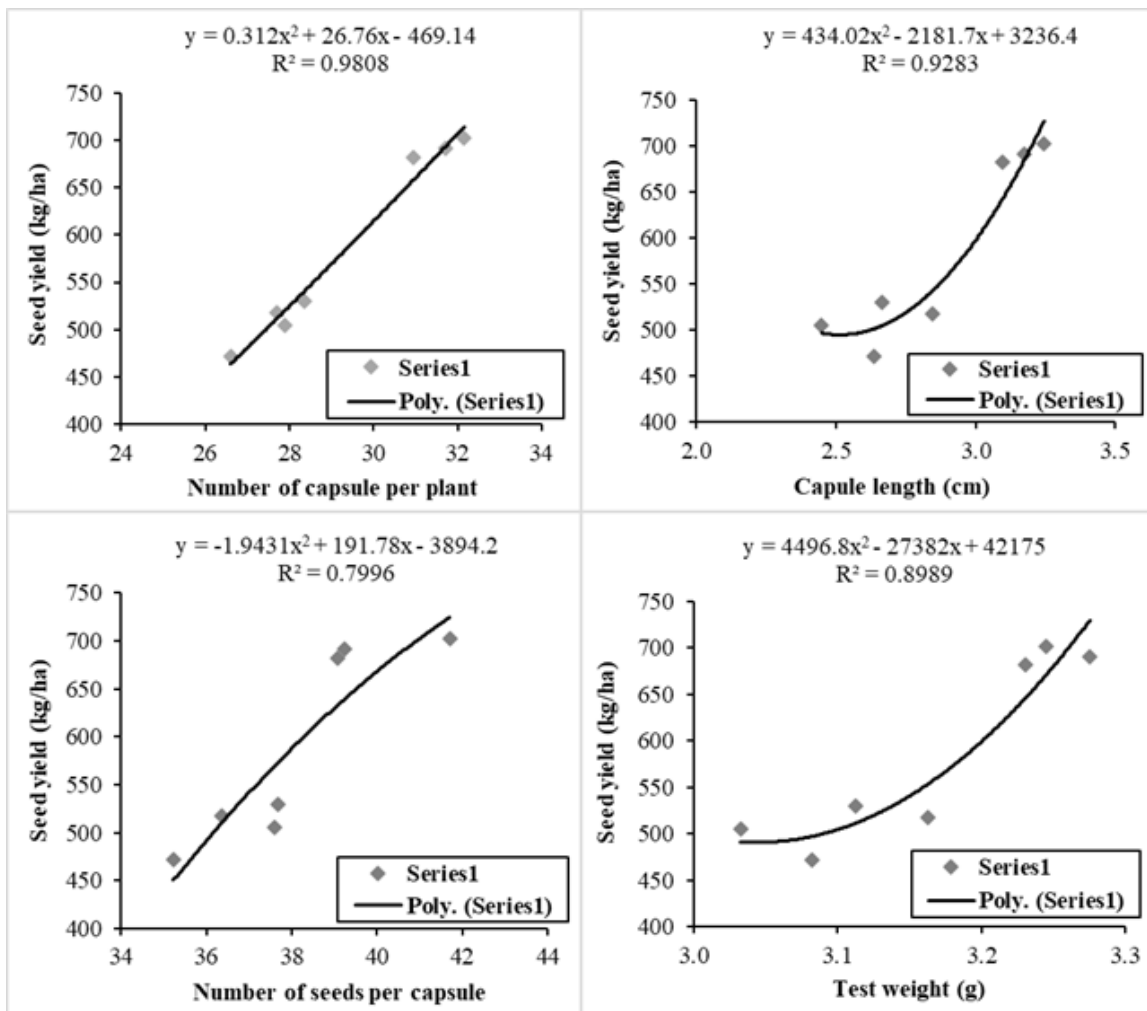 y = 0.312x² + 26.76x - 469.14
R² = 0.9808
750
700
650
600
550
500
450
400
Seed yield (kg/ha)
Series1
Poly. (Series1)
24 26 28 30 32 34
Number of capsule per plant
y = 434.02x² - 2181.7x + 3236.4
R² = 0.9283
750
700
650
600
550
500
450
400
Seed yield (kg/ha)
Series1
Poly. (Series1)
2.0 2.5 3.0 3.5
Capule length (cm)
y = -1.9431x² + 191.78x - 3894.2
R² = 0.7996
750
700
650
600
550
500
450
400
Seed yield (kg/ha)
Series1
Poly. (Series1)
34 36 38 40 42 44
Number of seeds per capsule
y = 4496.8x² - 27382x + 42175
R² = 0.8989
750
700
650
600
550
500
450
400
Seed yield (kg/ha)
Series1
Poly. (Series1)
3.0 3.1 3.2 3.3
Test weight (g)